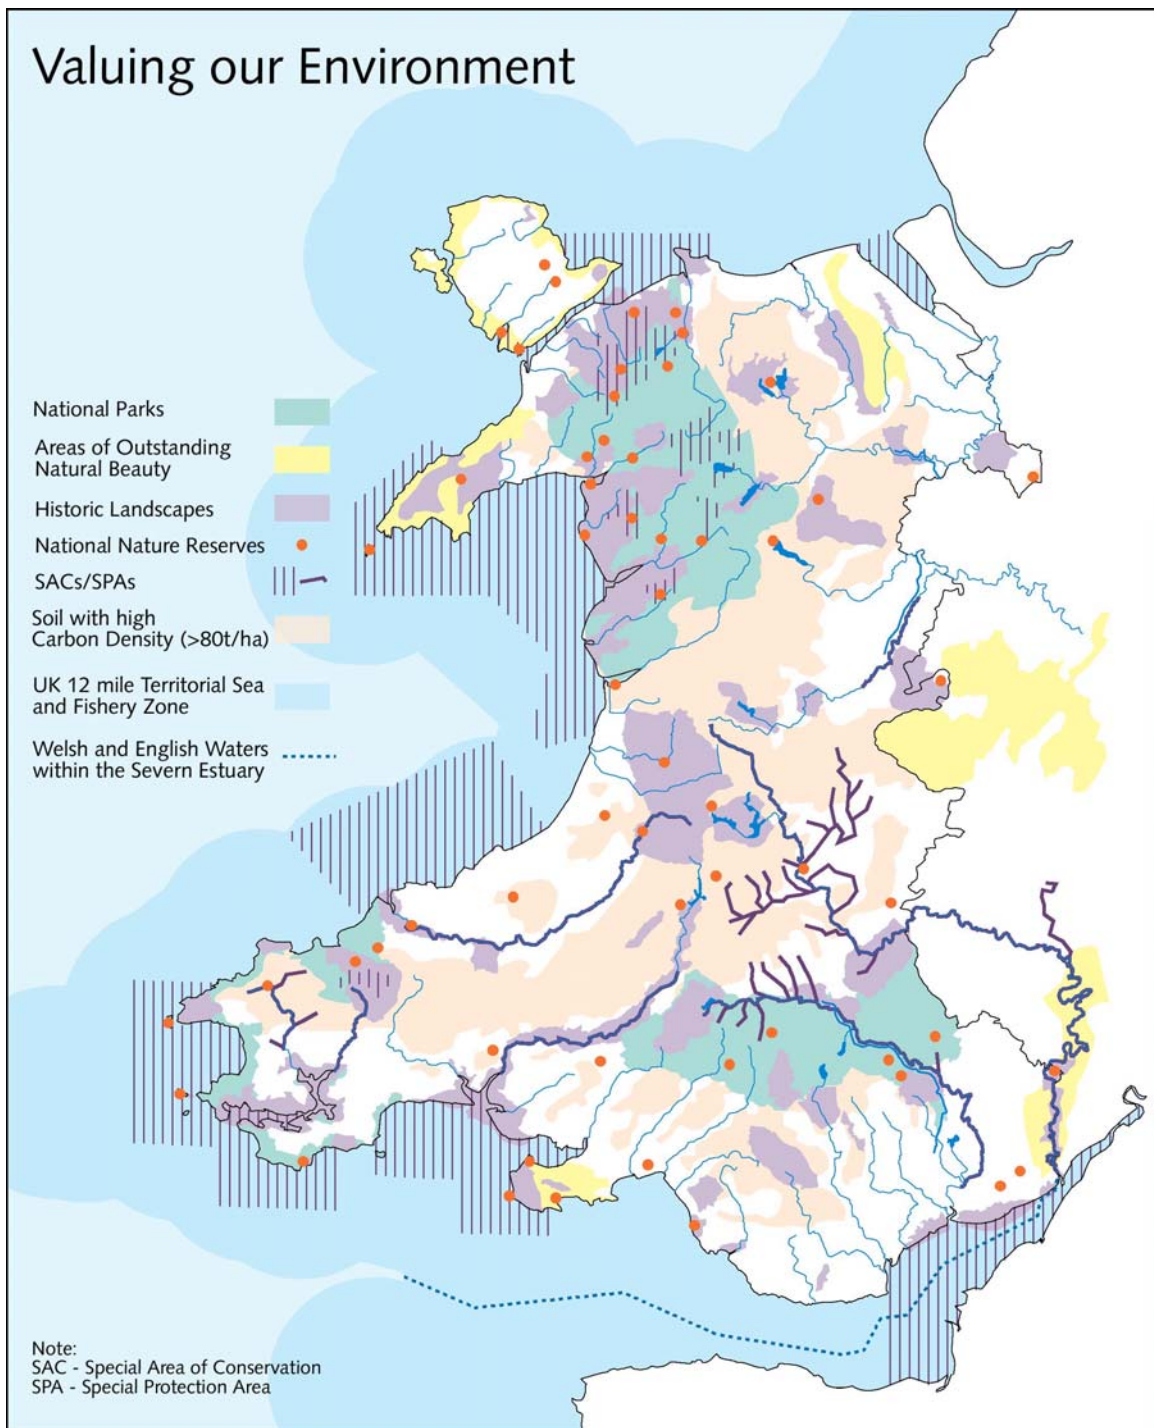 Valuing our Environment
National Parks
Areas of Outstanding
Natural Beauty
Historic Landscapes
National Nature Reserves
SACs/SPAs
Soil with high
Carbon Density (>80t/ha)
UK 12 mile Territorial Sea
and Fishery Zone
Welsh and English Waters
within the Severn Estuary
Note:
SAC - Special Area of Conservation
SPA - Special Protection Area